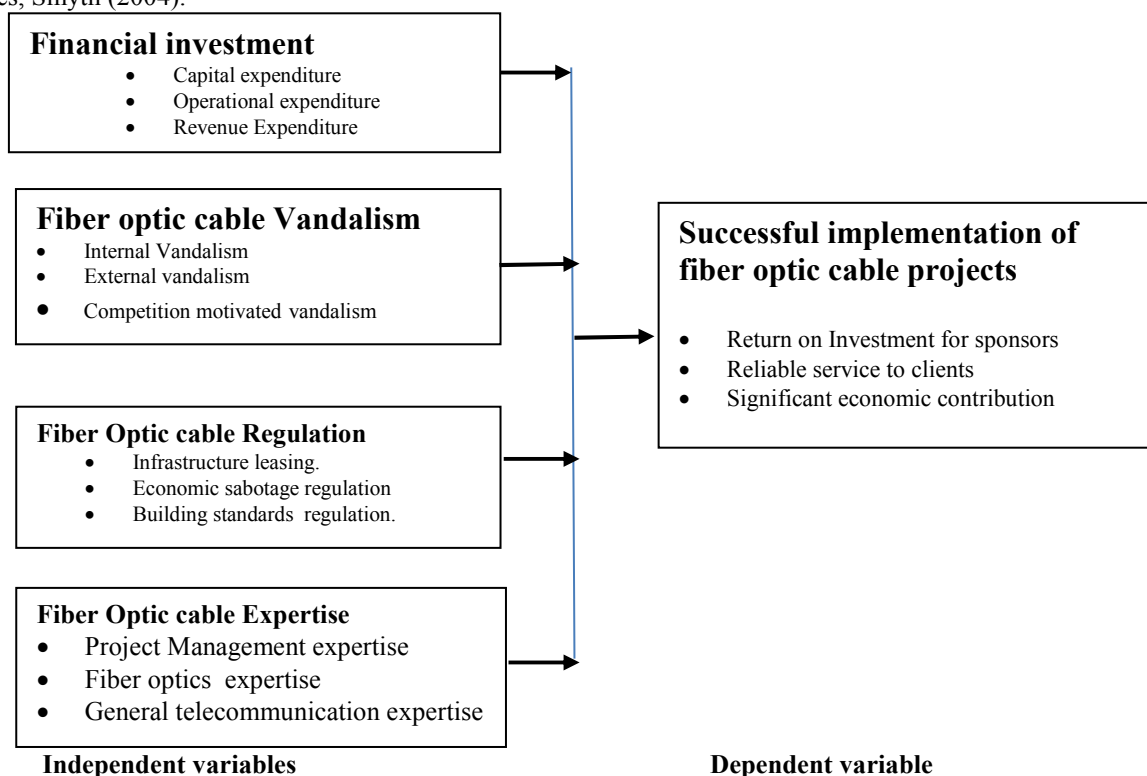 Smyth (2004).
Financial investment
• Capital expenditure
• Operational expenditure
• Revenue Expenditure
Fiber optic cable Vandalism
• Internal Vandalism
• External vandalism
• Competition motivated vandalism
Fiber Optic cable Regulation
• Infrastructure leasing.
• Economic sabotage regulation
• Building standards regulation.
Fiber Optic cable Expertise
• Project Management expertise
• Fiber optics expertise
• General telecommunication expertise
Independent variables
Successful implementation of
fiber optic cable projects
• Return on Investment for sponsors
• Reliable service to clients
• Significant economic contribution
Dependent variable